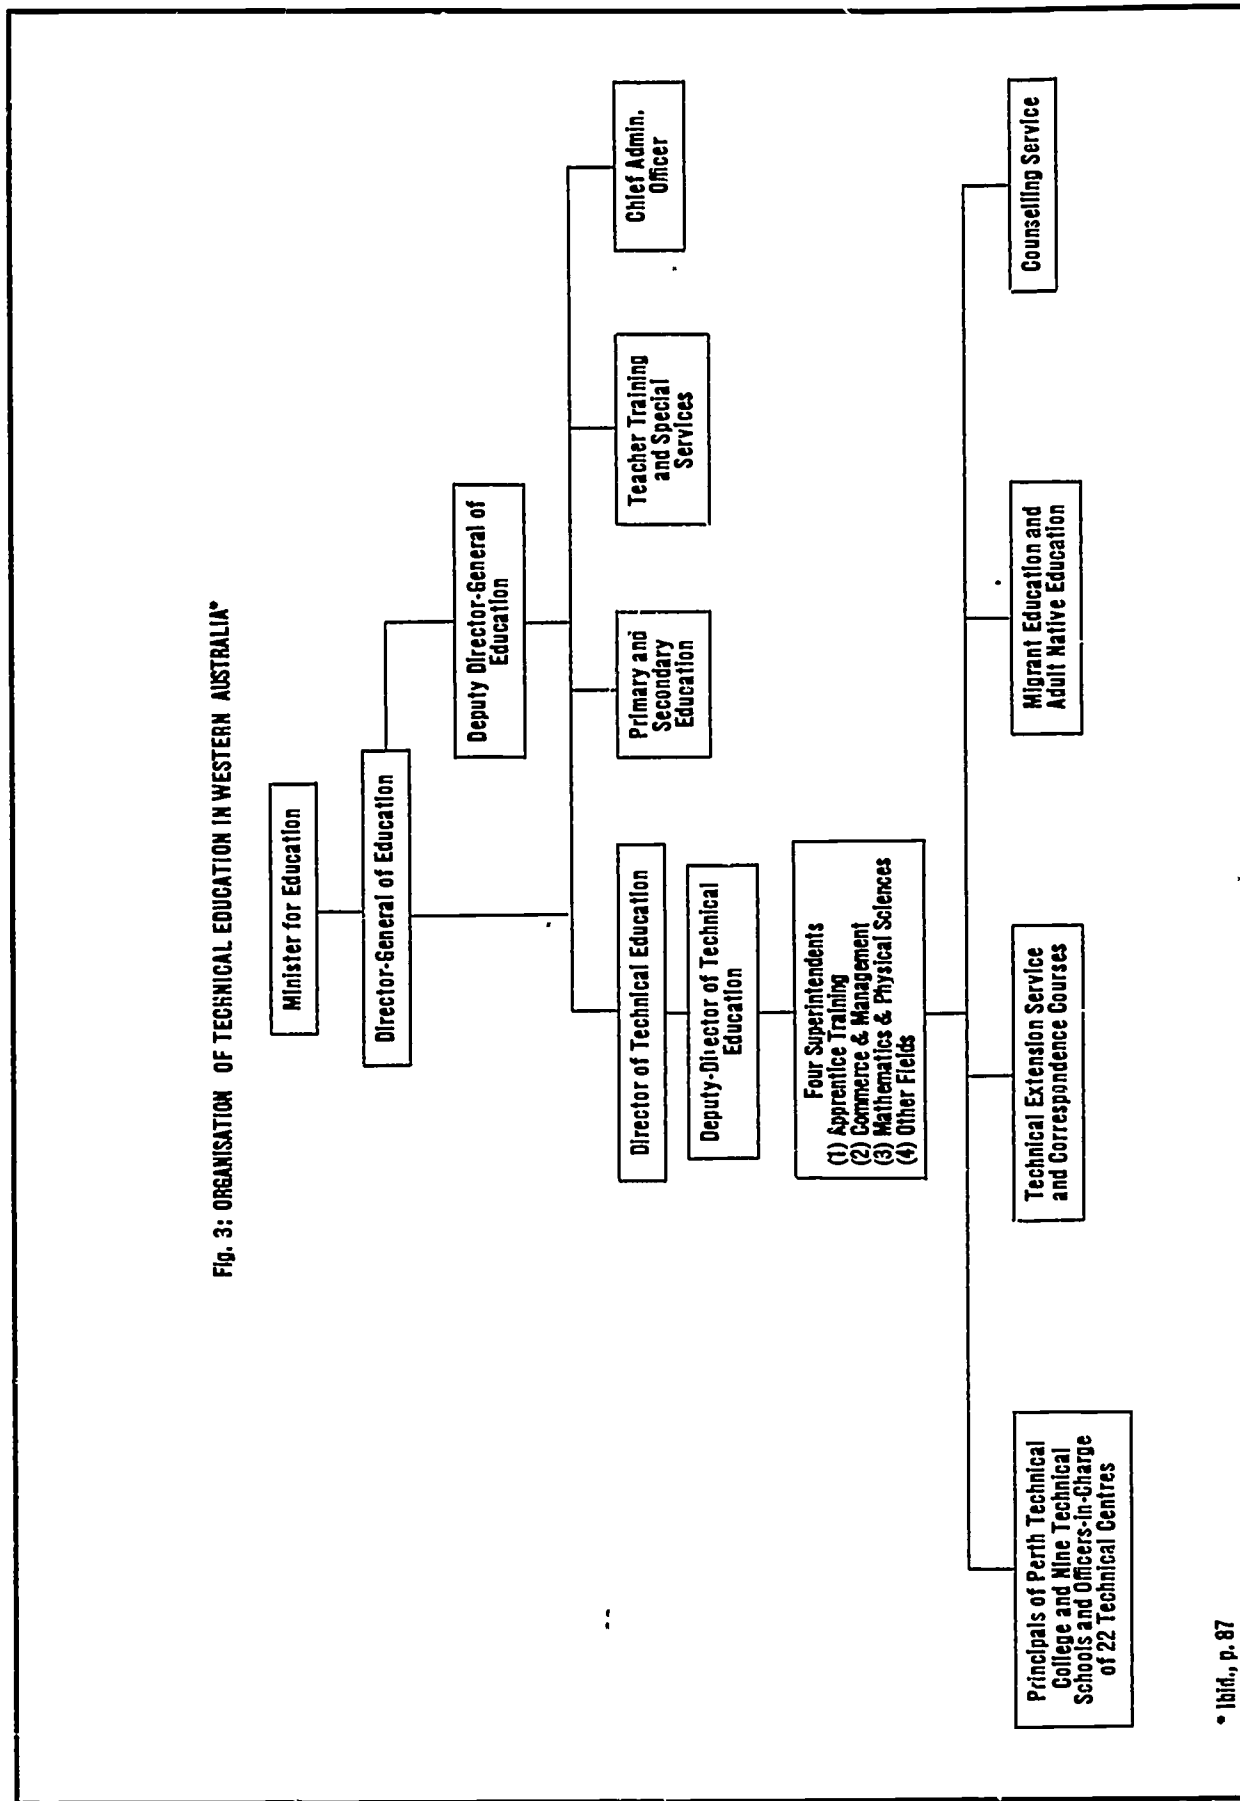 Fig. 3: ORGANISATION OF TECHNICAL EDUCATION IN WESTERN AUSTRALIA*
Minister for Education
Director-General of Education
Deputy Director-General of
Education
Director of Technical Education
Primary and
Secondary
Education
Teacher Training
and Special
Services
Chief Admin.
Officer
Deputy-Director of Technical
Education
Four Superintendents
(1) Apprentice Training
(2) Commerce & Management
(3) Mathematics & Physical Sciences
(4) Other Fields
Principals of Perth Technical
College and Nine Technical
Schools and Officers-in-Charge
of 22 Technical Centres
Technical Extension Service
and Correspondence Courses
Migrant Education and
Adult Native Education
Counselling Service
* Ibid., p. 87